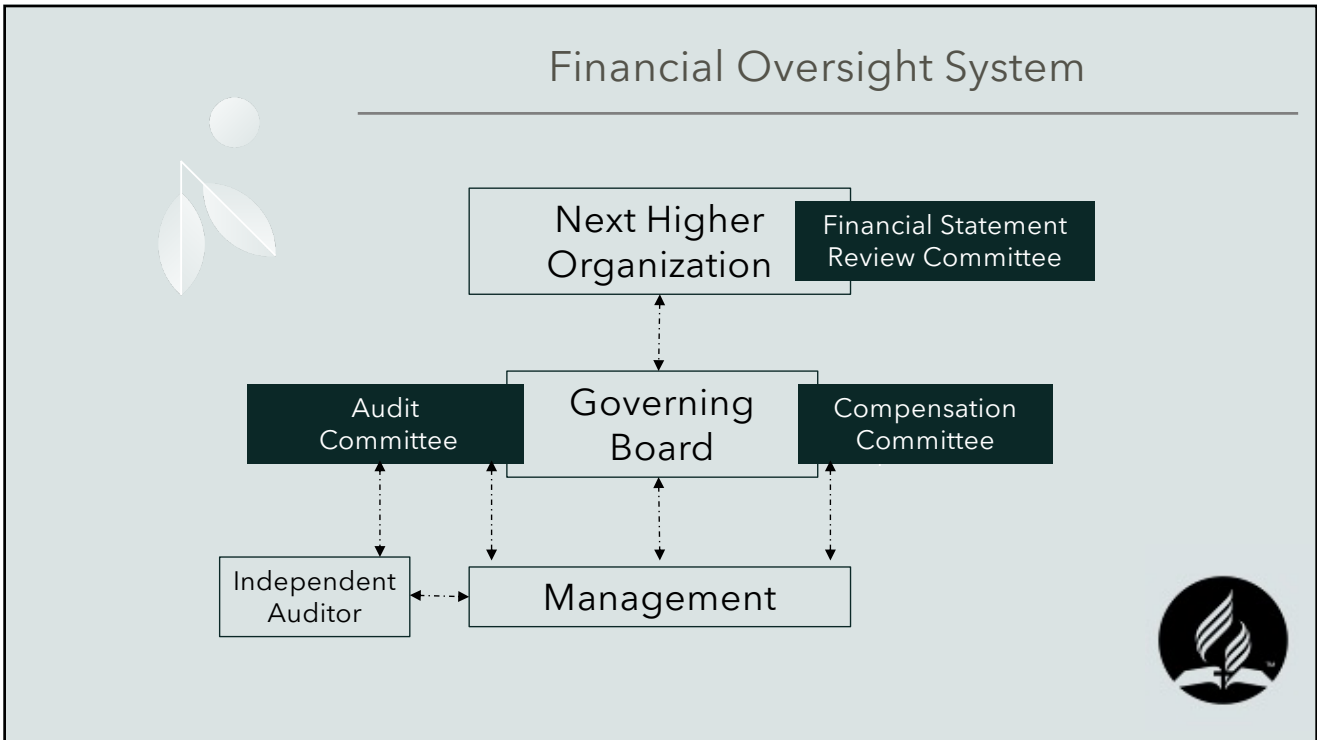 Financial Oversight System
Next Higher
Organization
Financial Statement
Review Committee
Audit
Committee
Governing
Board
Compensation
Committee
Independent
Auditor
Management
TM